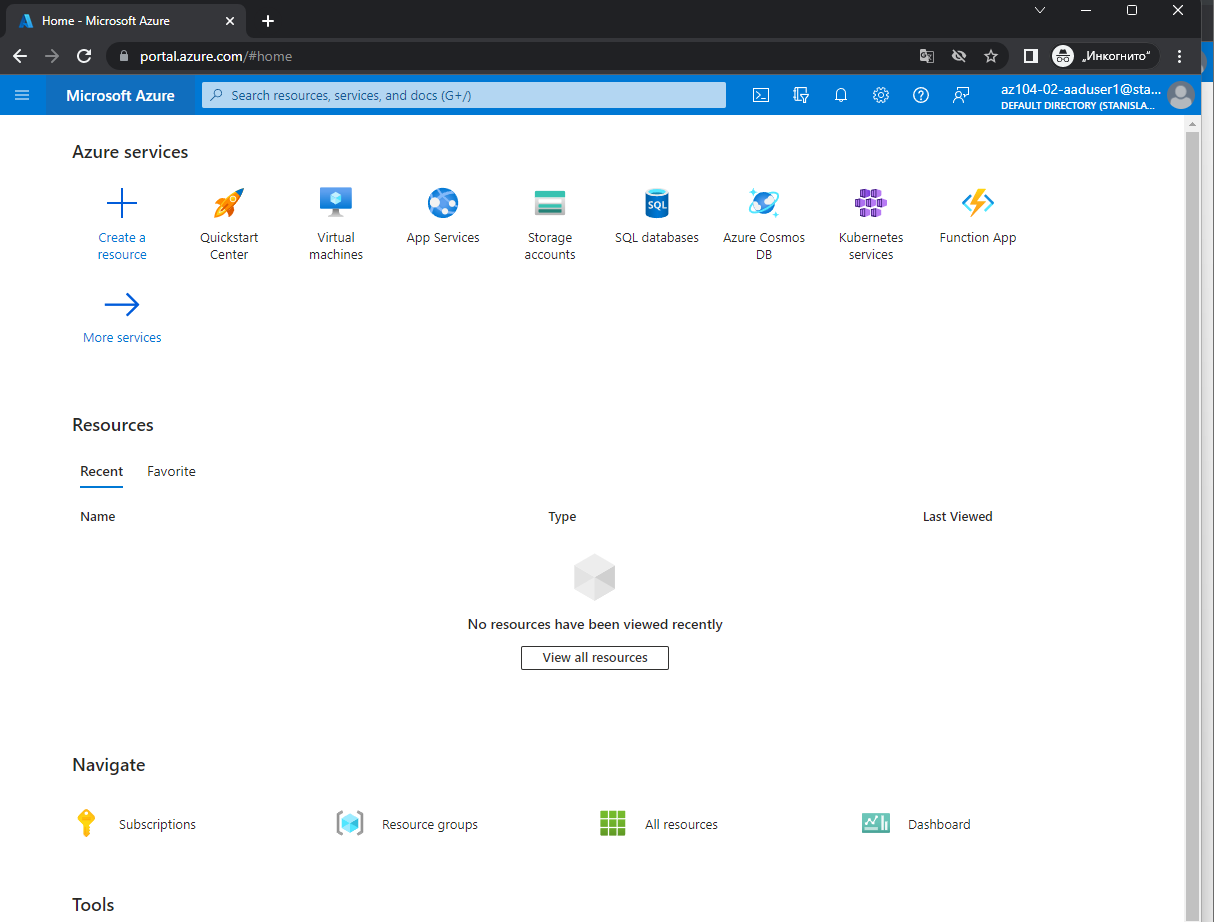 Home - Microsoft Azure
portal.azure.com/#home
„Инкогнито“
Microsoft Azure
Search resources, services, and docs (G+/)
az104-02-aaduser1@sta...
DEFAULT DIRECTORY (STANISLA...
Azure services
Create a resource
Quickstart Center
Virtual machines
App Services
Storage accounts
SQL
SQL databases
Azure Cosmos DB
Kubernetes services
Function App
More services
Resources
Recent Favorite
Name Type Last Viewed
No resources have been viewed recently
View all resources
Navigate
Subscriptions Resource groups All resources Dashboard
Tools